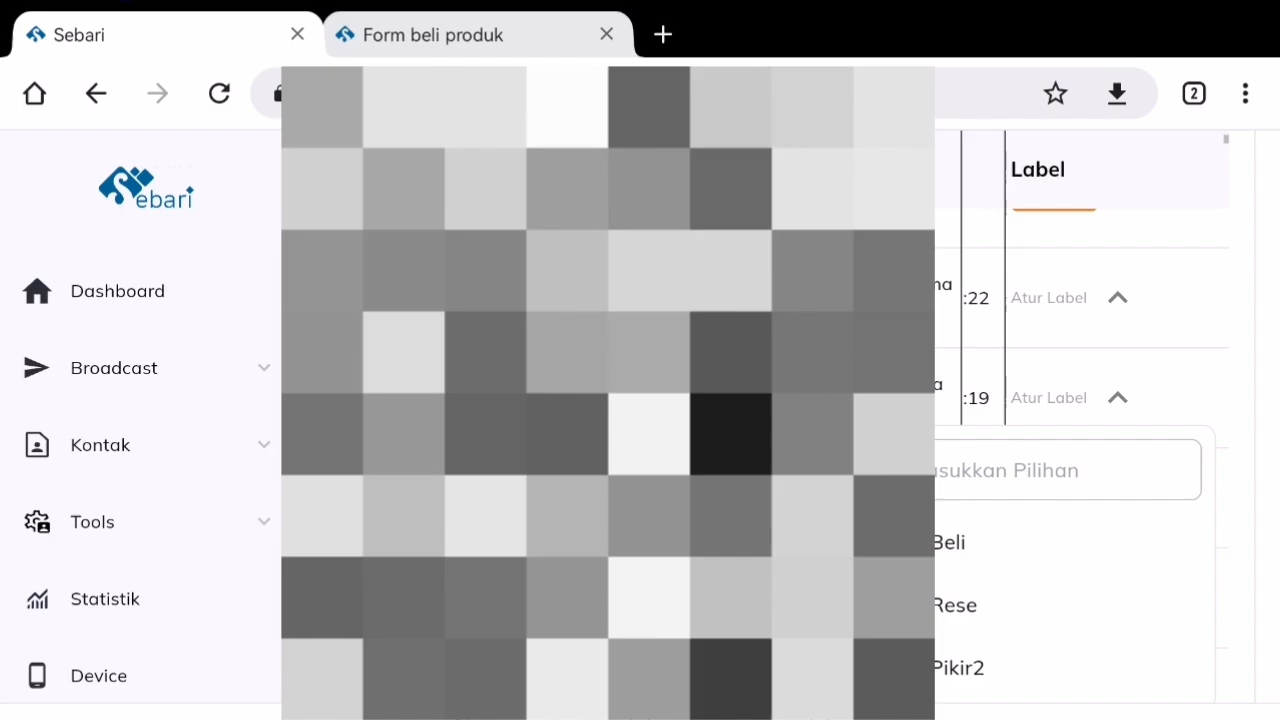 Sebari
Form beli produk
2
ebari
Label
Dashboard
:22
Atur Label
Broadcast
:19
Atur Label
Kontak
Pilihan
Tools
Beli
Rese
Statistik
Pikir2
Device